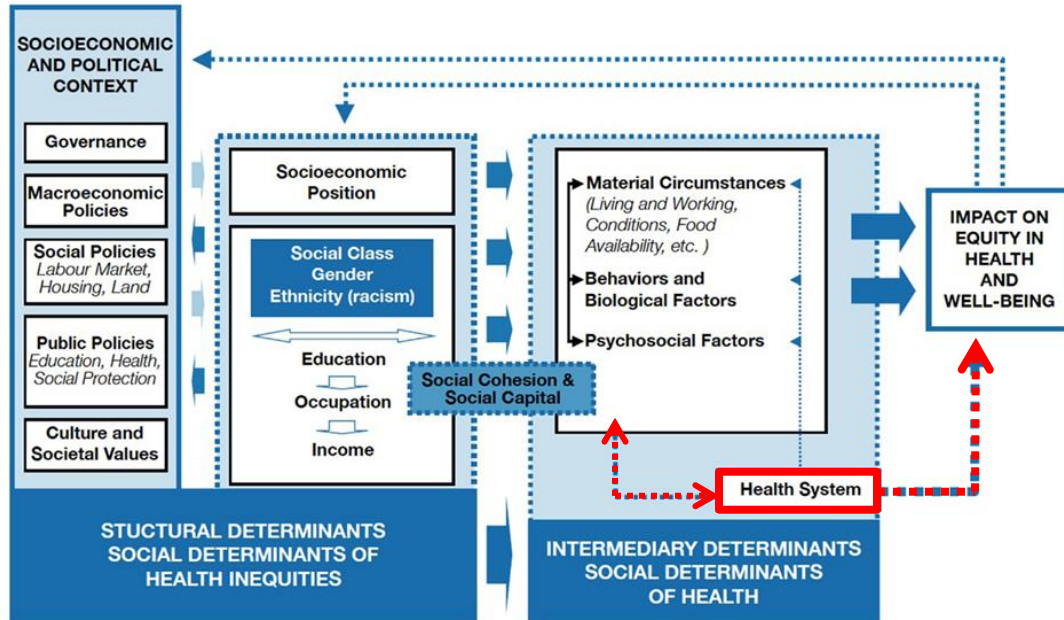 SOCIOECONOMIC
AND POLITICAL
CONTEXT
Governance
Macroeconomic
Policies
Social Policies
Labour Market,
Housing, Land
Public Policies
Education, Health,
Social Protection
Culture and
Societal Values
Socioeconomic
Position
Social Class
Gender
Ethnicity (racism)
Education
Occupation
Income
Social Cohesion &
Social Capital
Material Circumstances
(Living and Working,
Conditions, Food
Availability, etc. )
Behaviors and
Biological Factors
Psychosocial Factors
Health System
IMPACT ON
EQUITY IN
HEALTH
AND
WELL-BEING
STUCTURAL DETERMINANTS
SOCIAL DETERMINANTS OF
HEALTH INEQUITIES
INTERMEDIARY DETERMINANTS
SOCIAL DETERMINANTS
OF HEALTH